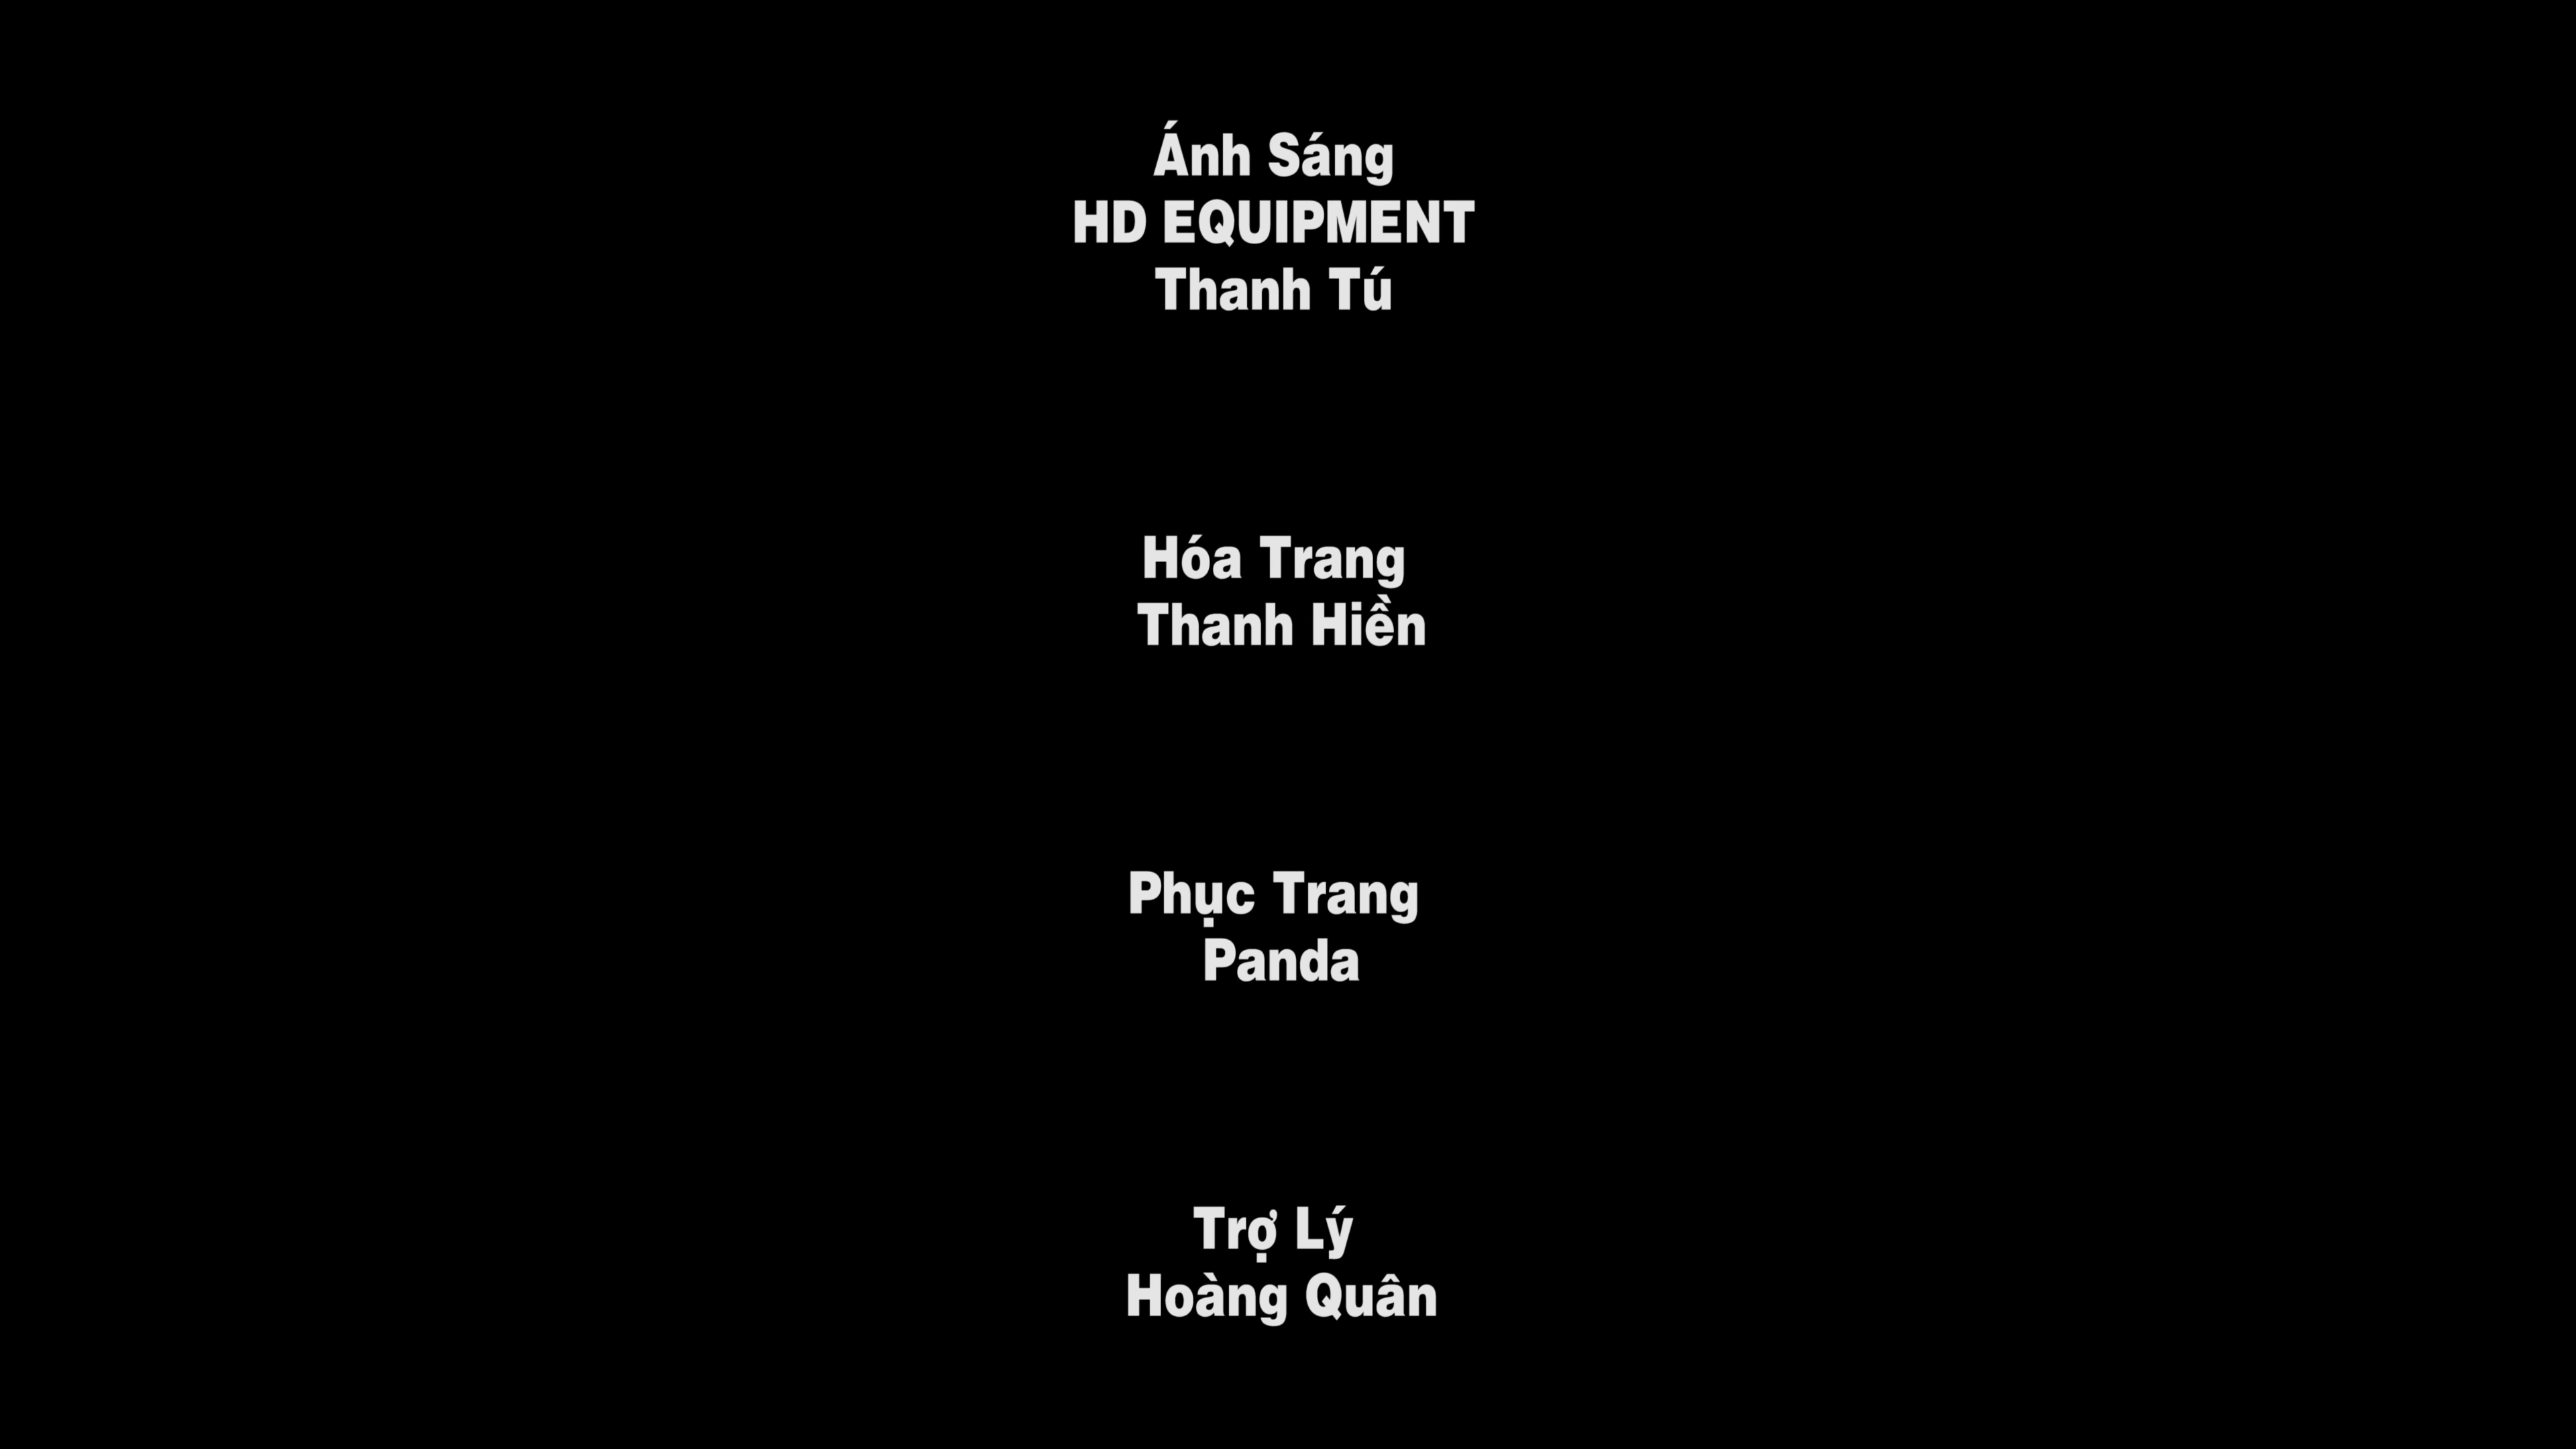 Ánh Sáng
HD EQUIPMENT
Thanh Tú
Hóa Trang
Thanh Hiền
Phục Trang
Panda
Trợ Lý
Hoàng Quân